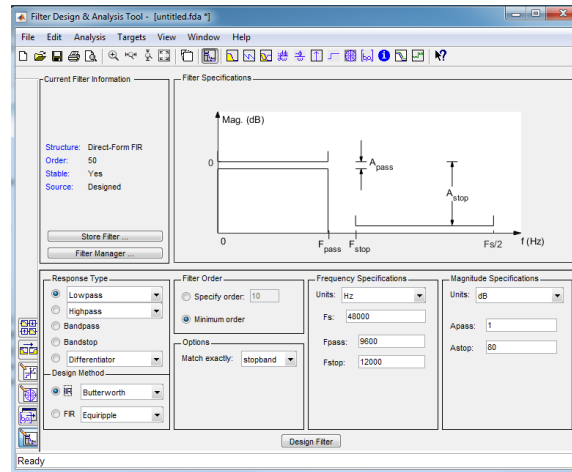 Filter Design & Analysis Tool - [untitled.fda *]
File Edit Analysis Targets View Window Help
Current Filter Information
Structure: Direct-Form FIR
Order: 50
Stable: Yes
Source: Designed
Store Filter ...
Filter Manager ...
Filter Specifications
Mag. (dB)
0
A pass
A stop
0
F pass
F stop
Fs/2
f (Hz)
Response Type
Lowpass
Highpass
Bandpass
Bandstop
Differentiator
Design Method
IIR Butterworth
FIR Equiripple
Filter Order
Specify order: 10
Minimum order
Options
Match exactly: stopband
Frequency Specifications
Units: Hz
Fs: 48000
Fpass: 9600
Fstop: 12000
Magnitude Specifications
Units: dB
Apass: 1
Astop: 80
Design Filter
Ready